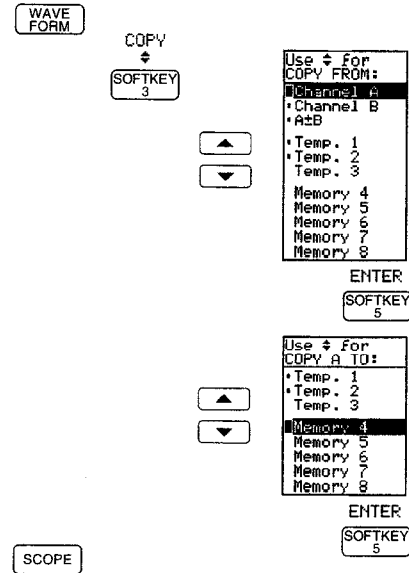 WAVE
FORM
COPY
SOFTKEY
3
Use ⬍ for
COPY FROM:
Channel A
Channel B
A±B
Temp. 1
Temp. 2
Temp. 3
Memory 4
Memory 5
Memory 6
Memory 7
Memory 8
ENTER
SOFTKEY
5
Use ⬍ for
COPY A TO:
Temp. 1
Temp. 2
Temp. 3
Memory 4
Memory 5
Memory 6
Memory 7
Memory 8
ENTER
SOFTKEY
5
SCOPE